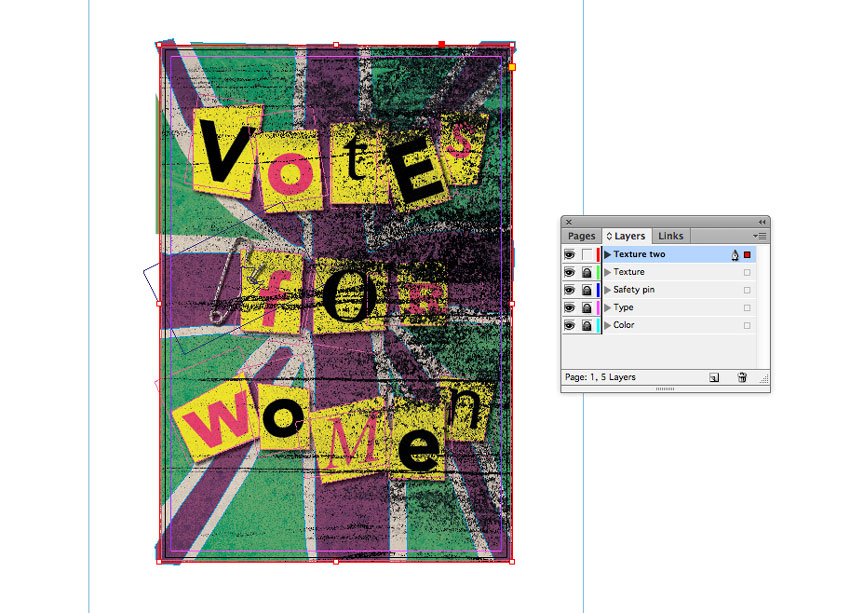 VotEs
foR
woMen
Pages Layers Links
Texture two
Texture
Safety pin
Type
Color
Page: 1, 5 Layers